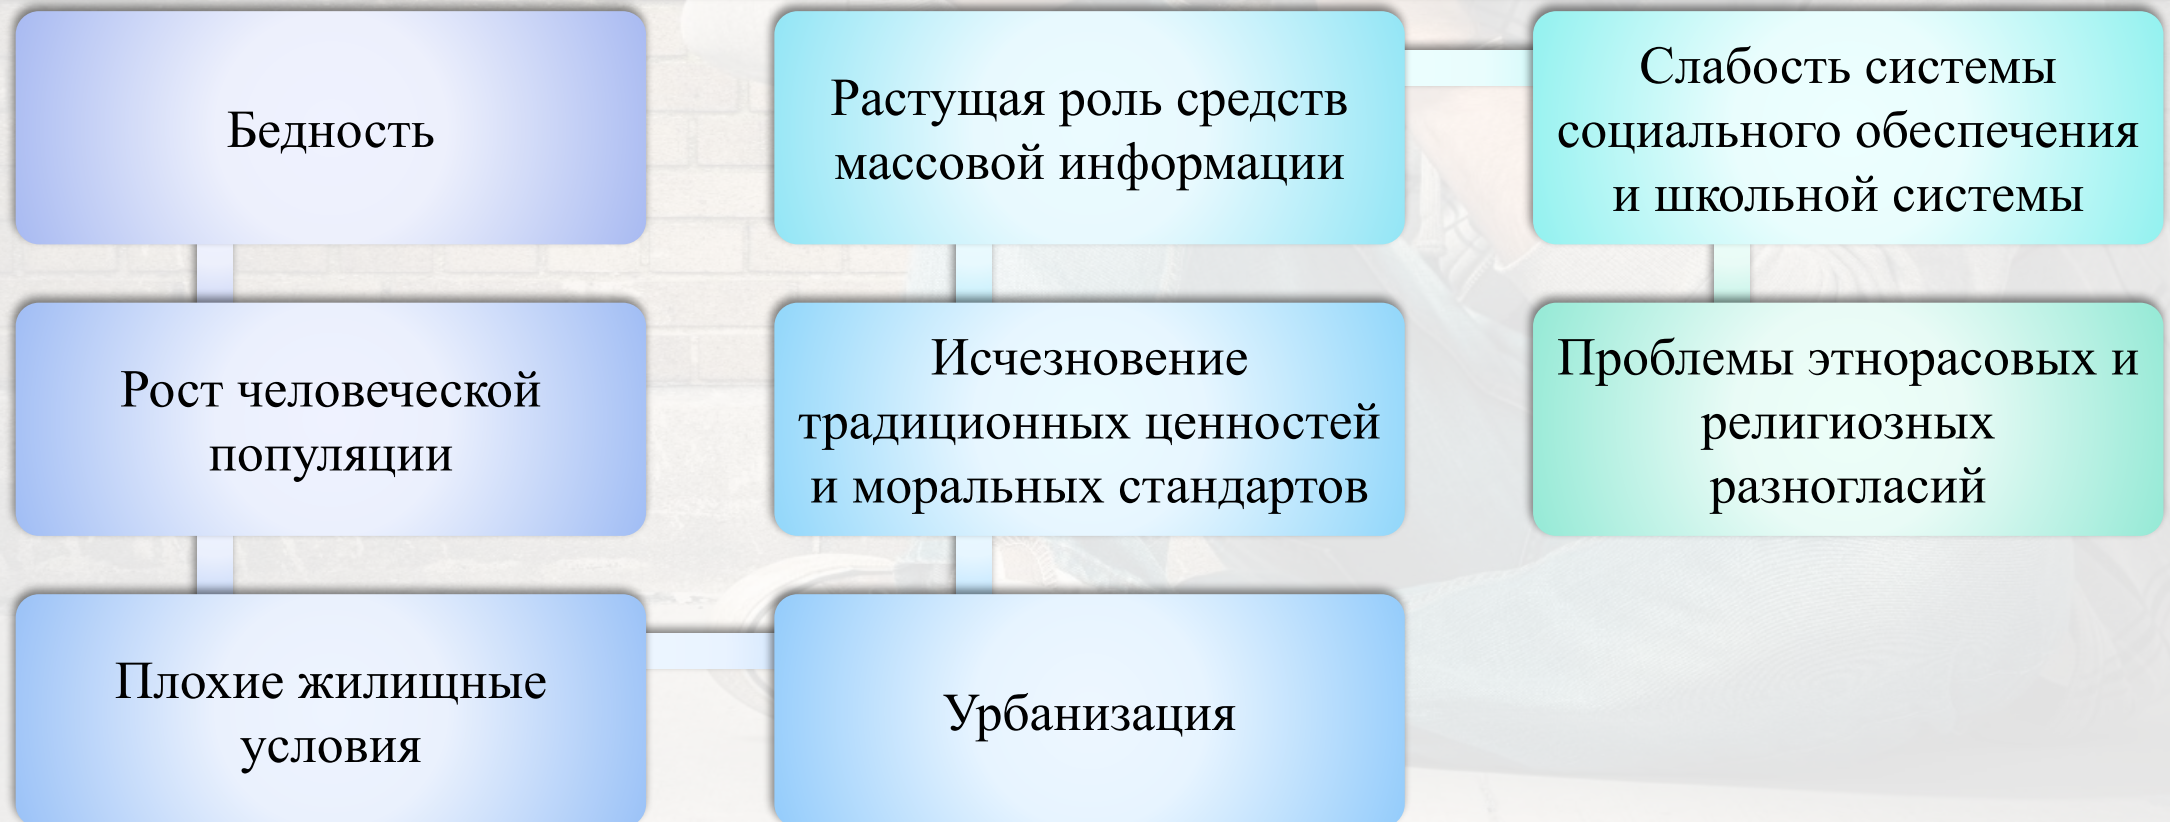 Бедность
Рост человеческой
популяции
Плохие жилищные
условия
Урбанизация
Исчезновение
традиционных ценностей
и моральных стандартов
Растущая роль средств
массовой информации
Слабость системы
социального обеспечения
и школьной системы
Проблемы этнорасовых и
религиозных
разногласий